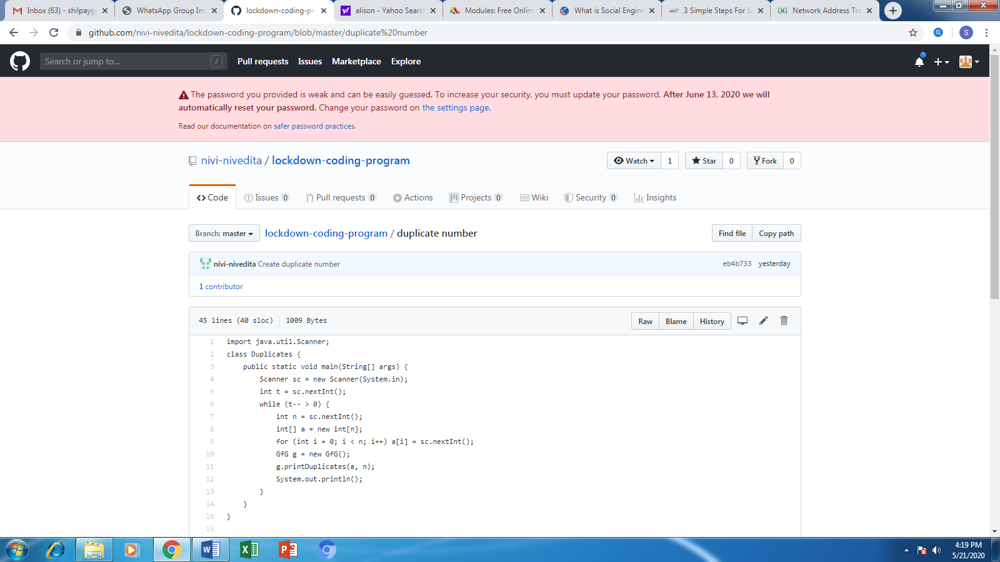 Inbox (63) - shilpayg
WhatsApp Group Inv
lockdown-coding-pro
alison - Yahoo Search
Modules: Free Online
What is Social Engine
3 Simple Steps For S
Network Address Tra
github.com/nivi-nivedita/lockdown-coding-program/blob/master/duplicate%20number
S
Search or jump to...
/
Pull requests
Issues
Marketplace
Explore
The password you provided is weak and can be easily guessed. To increase your security, you must update your password. After June 13, 2020 we will
automatically reset your password. Change your password on the settings page.
Read our documentation on safer password practices.
nivi-nivedita / lockdown-coding-program
Watch 1
Star 0
Fork 0
Code
Issues 0
Pull requests 0
Actions
Projects 0
Wiki
Security 0
Insights
Branch: master
lockdown-coding-program / duplicate number
Find file
Copy path
nivi-nivedita Create duplicate number
eb4b733 yesterday
1 contributor
45 lines (40 sloc) 1009 Bytes
Raw
Blame
History
1 import java.util.Scanner;
2 class Duplicates {
3 public static void main(String[] args) {
4 Scanner sc = new Scanner(System.in);
5 int t = sc.nextInt();
6 while (t-- > 0) {
7 int n = sc.nextInt();
8 int[] a = new int[n];
9 for (int i = 0; i < n; i++) a[i] = sc.nextInt();
10 GfG g = new GfG();
11 g.printDuplicates(a, n);
12 System.out.println();
13 }
14 }
15 }
16
4:19 PM
5/21/2020